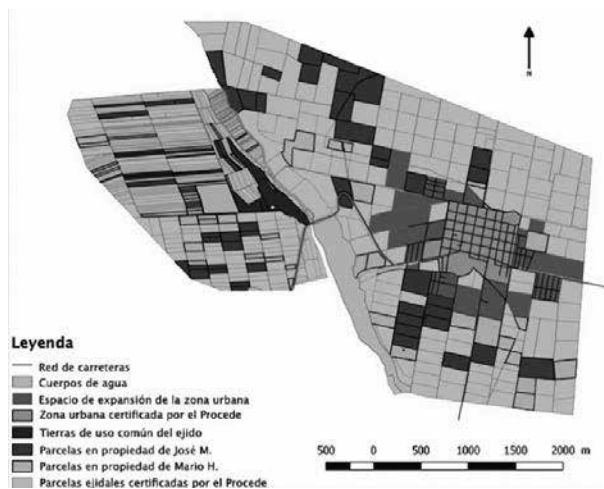 N
Leyenda
Red de carreteras
Cuerpos de agua
Espacio de expansión de la zona urbana
Zona urbana certificada por el Procede
Tierras de uso común del ejido
Parcelas en propiedad de José M.
Parcelas en propiedad de Mario H.
Parcelas ejidales certificadas por el Procede
500 0 500 1000 1500 2000 m